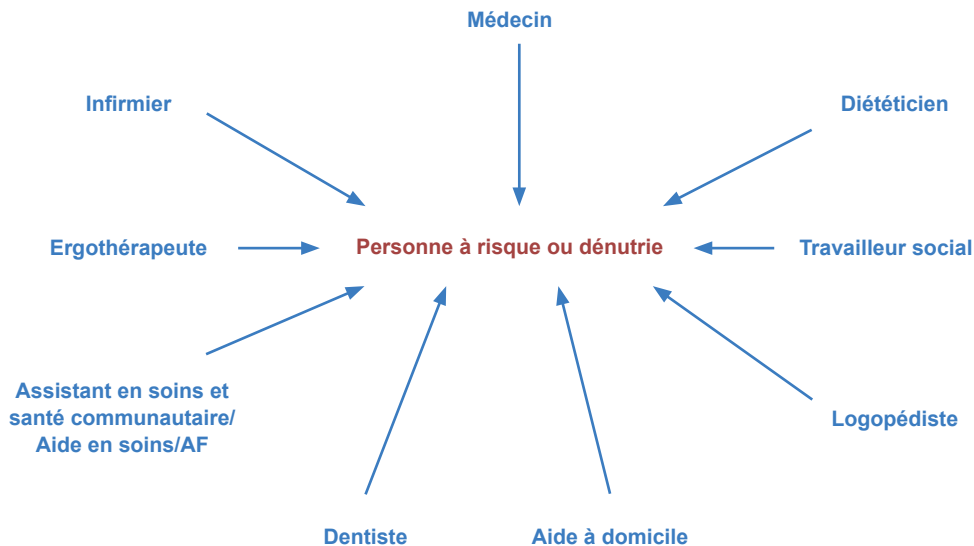 Médecin
Infirmier
Diététicien
Ergothérapeute
Personne à risque ou dénutrie
Travailleur social
Assistant en soins et
santé communautaire/
Aide en soins/AF
Logopédiste
Dentiste
Aide à domicile